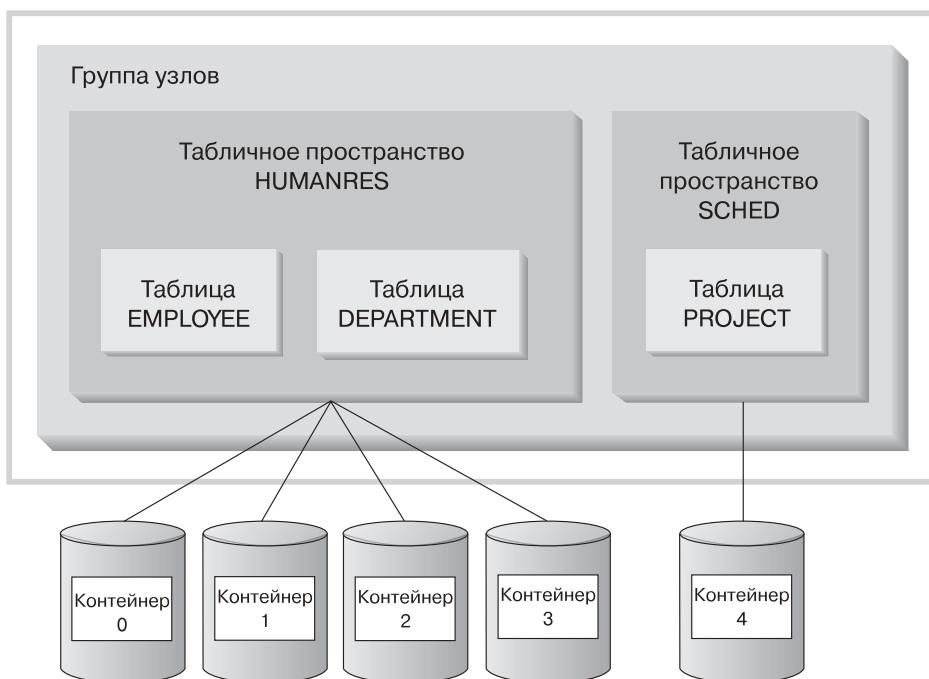 Группа узлов
Табличное пространство
HUMANRES
Табличное
пространство
SCHED
Таблица
EMPLOYEE
Таблица
DEPARTMENT
Таблица
PROJECT
Контейнер
0
Контейнер
1
Контейнер
2
Контейнер
3
Контейнер
4